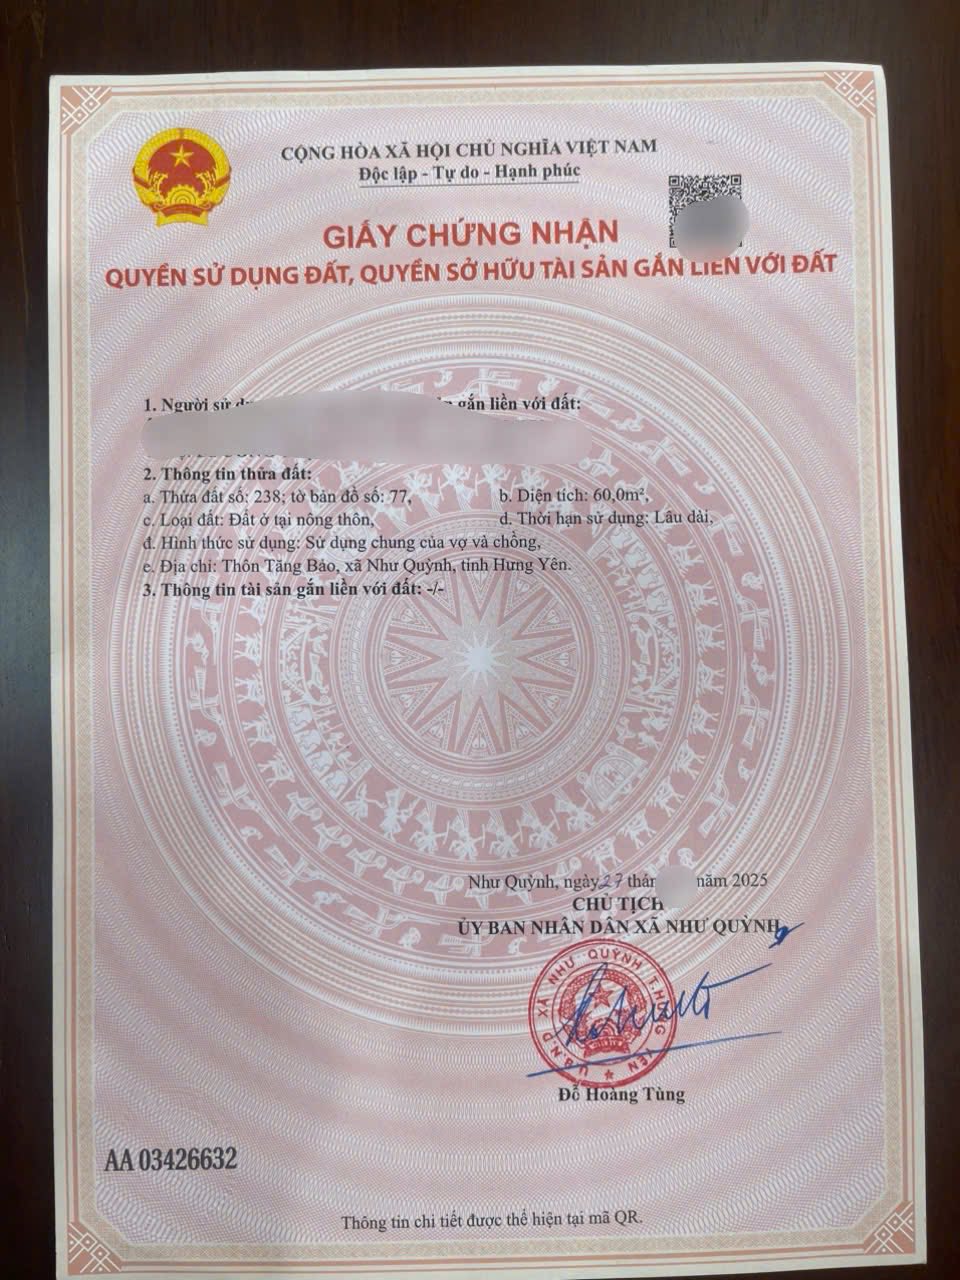 CỘNG HÒA XÃ HỘI CHỦ NGHĨA VIỆT NAM
Độc lập - Tự do - Hạnh phúc
GIẤY CHỨNG NHẬN
QUYỀN SỬ DỤNG ĐẤT, QUYỀN SỞ HỮU TÀI SẢN GẮN LIỀN VỚI ĐẤT
1. Người sử gắn liền với đất:
2. Thông tin thửa đất:
a. Thửa đất số: 238; tờ bản đồ số: 77, b. Diện tích: 60,0m²,
c. Loại đất: Đất ở tại nông thôn, d. Thời hạn sử dụng: Lâu dài,
đ. Hình thức sử dụng: Sử dụng chung của vợ và chồng,
e. Địa chỉ: Thôn Tăng Bảo, xã Như Quỳnh, tỉnh Hưng Yên.
3. Thông tin tài sản gắn liền với đất: -/-
Như Quỳnh, ngày 27 năm 2025
CHỦ TỊCH
ỦY BAN NHÂN DÂN XÃ NHƯ QUỲNH
U.B.N.D XÃ NHƯ QUỲNH T.HƯNG YÊN
Đỗ Hoàng Tùng
AA 03426632
Thông tin chi tiết được thể hiện tại mã QR.